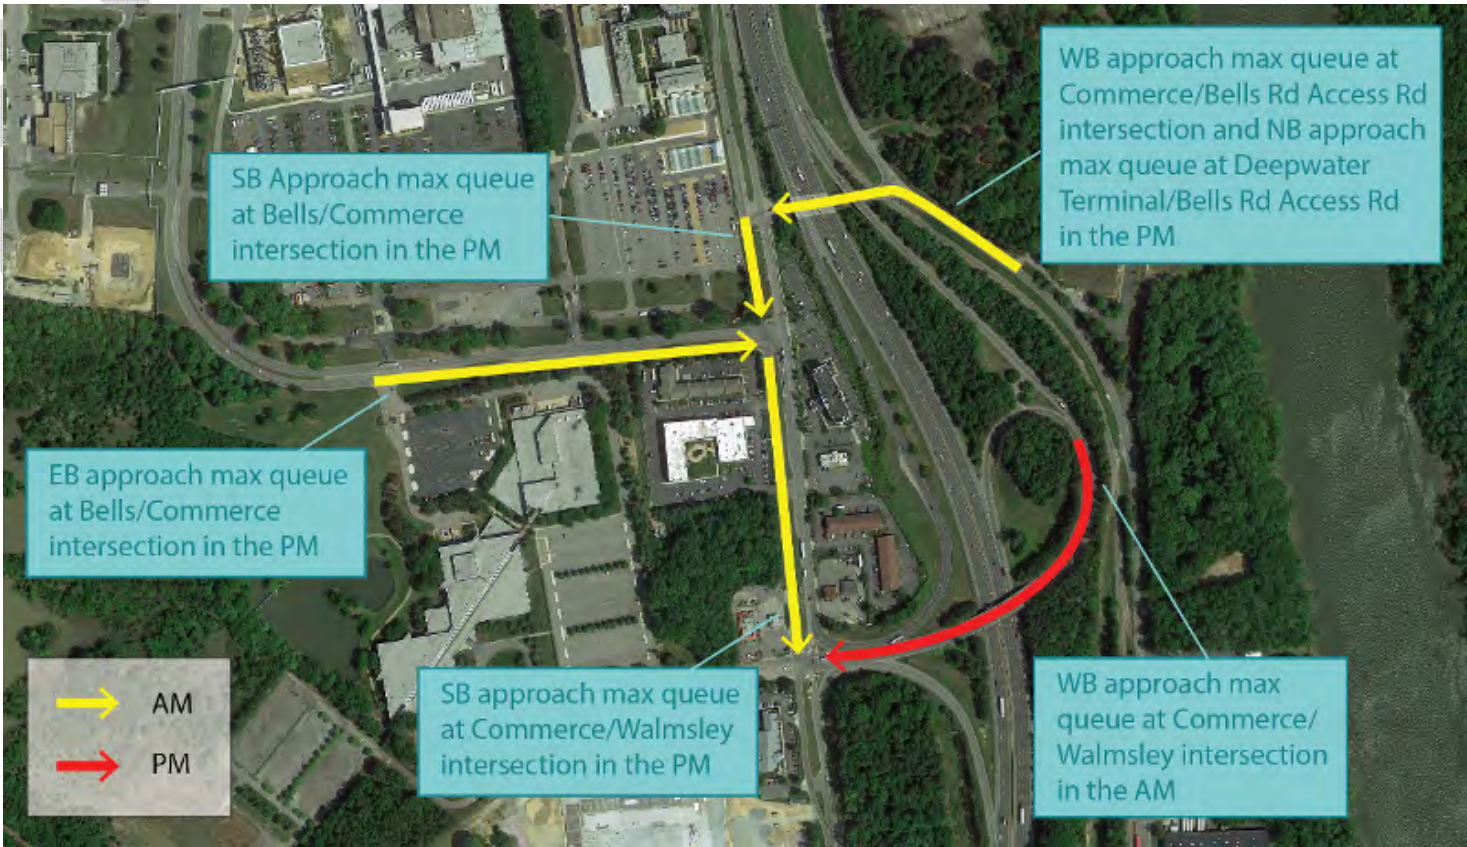 WB approach max queue at
Commerce/Bells Rd Access Rd
intersection and NB approach
max queue at Deepwater
Terminal/Bells Rd Access Rd
in the PM
SB Approach max queue
at Bells/Commerce
intersection in the PM
EB approach max queue
at Bells/Commerce
intersection in the PM
SB approach max queue
at Commerce/Walmsley
intersection in the PM
WB approach max
queue at Commerce/
Walmsley intersection
in the AM
AM
PM